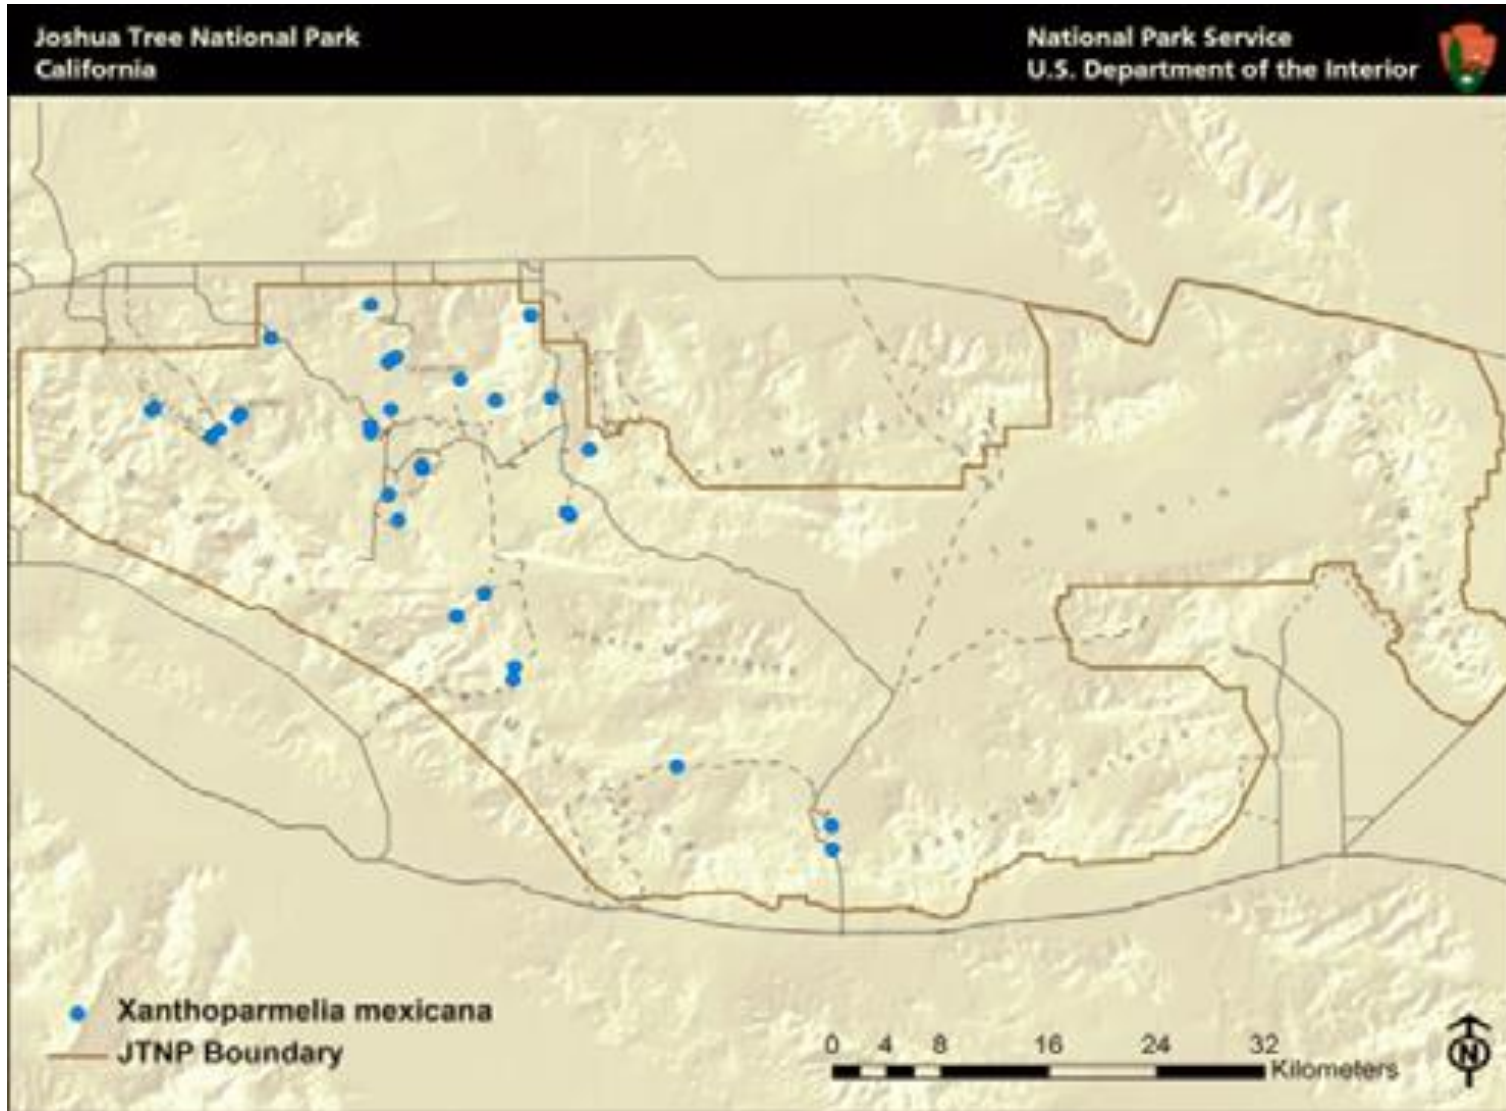 Joshua Tree National Park
California
National Park Service
U.S. Department of the Interior
Xanthoparmelia mexicana
JTNP Boundary
0 4 8 16 24 32
Kilometers
N